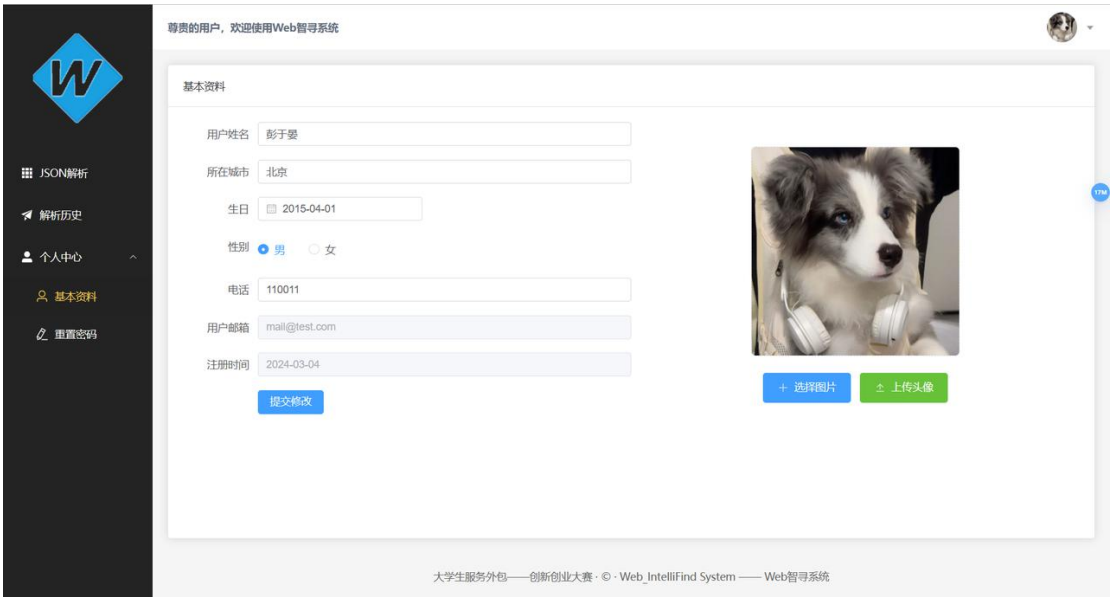 尊贵的用户，欢迎使用Web智寻系统
W
JSON解析
解析历史
个人中心
基本资料
重置密码
基本资料
用户姓名 彭于晏
所在城市 北京
生日 2015-04-01
性别 男 女
电话 110011
用户邮箱 mail@test.com
注册时间 2024-03-04
提交修改
17M
+ 选择图片
上传头像
大学生服务外包——创新创业大赛 · © · Web_IntelliFind System —— Web智寻系统